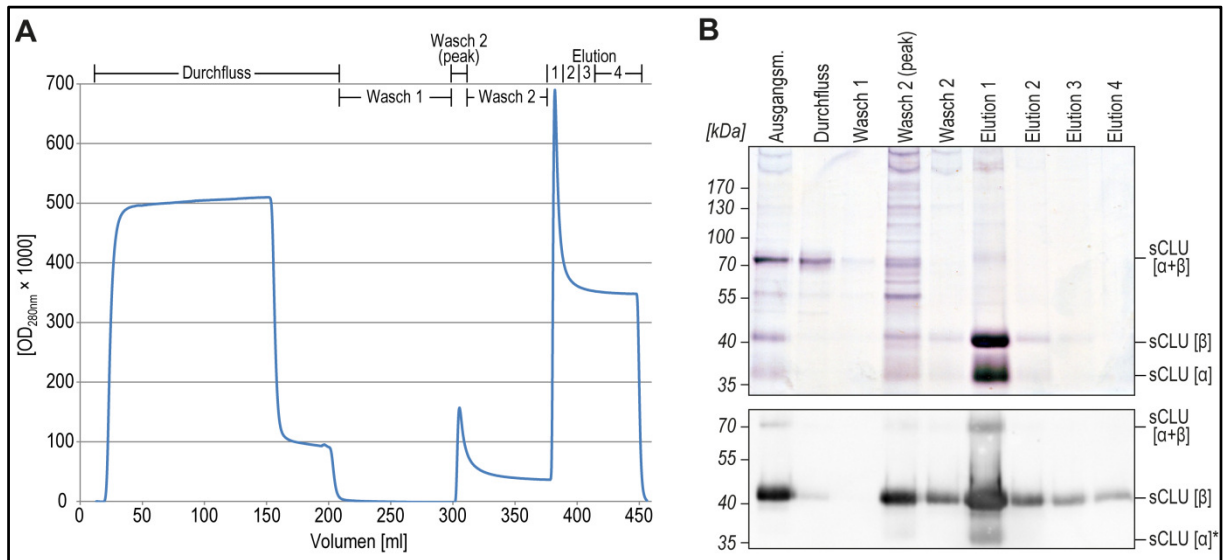 A
Wasch 2
(peak)
Elution
Durchfluss
1 2 3 4
Wasch 1
Wasch 2
[OD280nm × 1000]
700
600
500
400
300
200
100
0
0 50 100 150 200 250 300 350 400 450
Volumen [ml]
B
[kDa]
Ausgangsm.
Durchfluss
Wasch 1
Wasch 2 (peak)
Wasch 2
Elution 1
Elution 2
Elution 3
Elution 4
170
130
100
70
55
40
35
sCLU
[α+β]
sCLU [β]
sCLU [α]
70
55
40
35
sCLU
[α+β]
sCLU [β]
sCLU [α]*